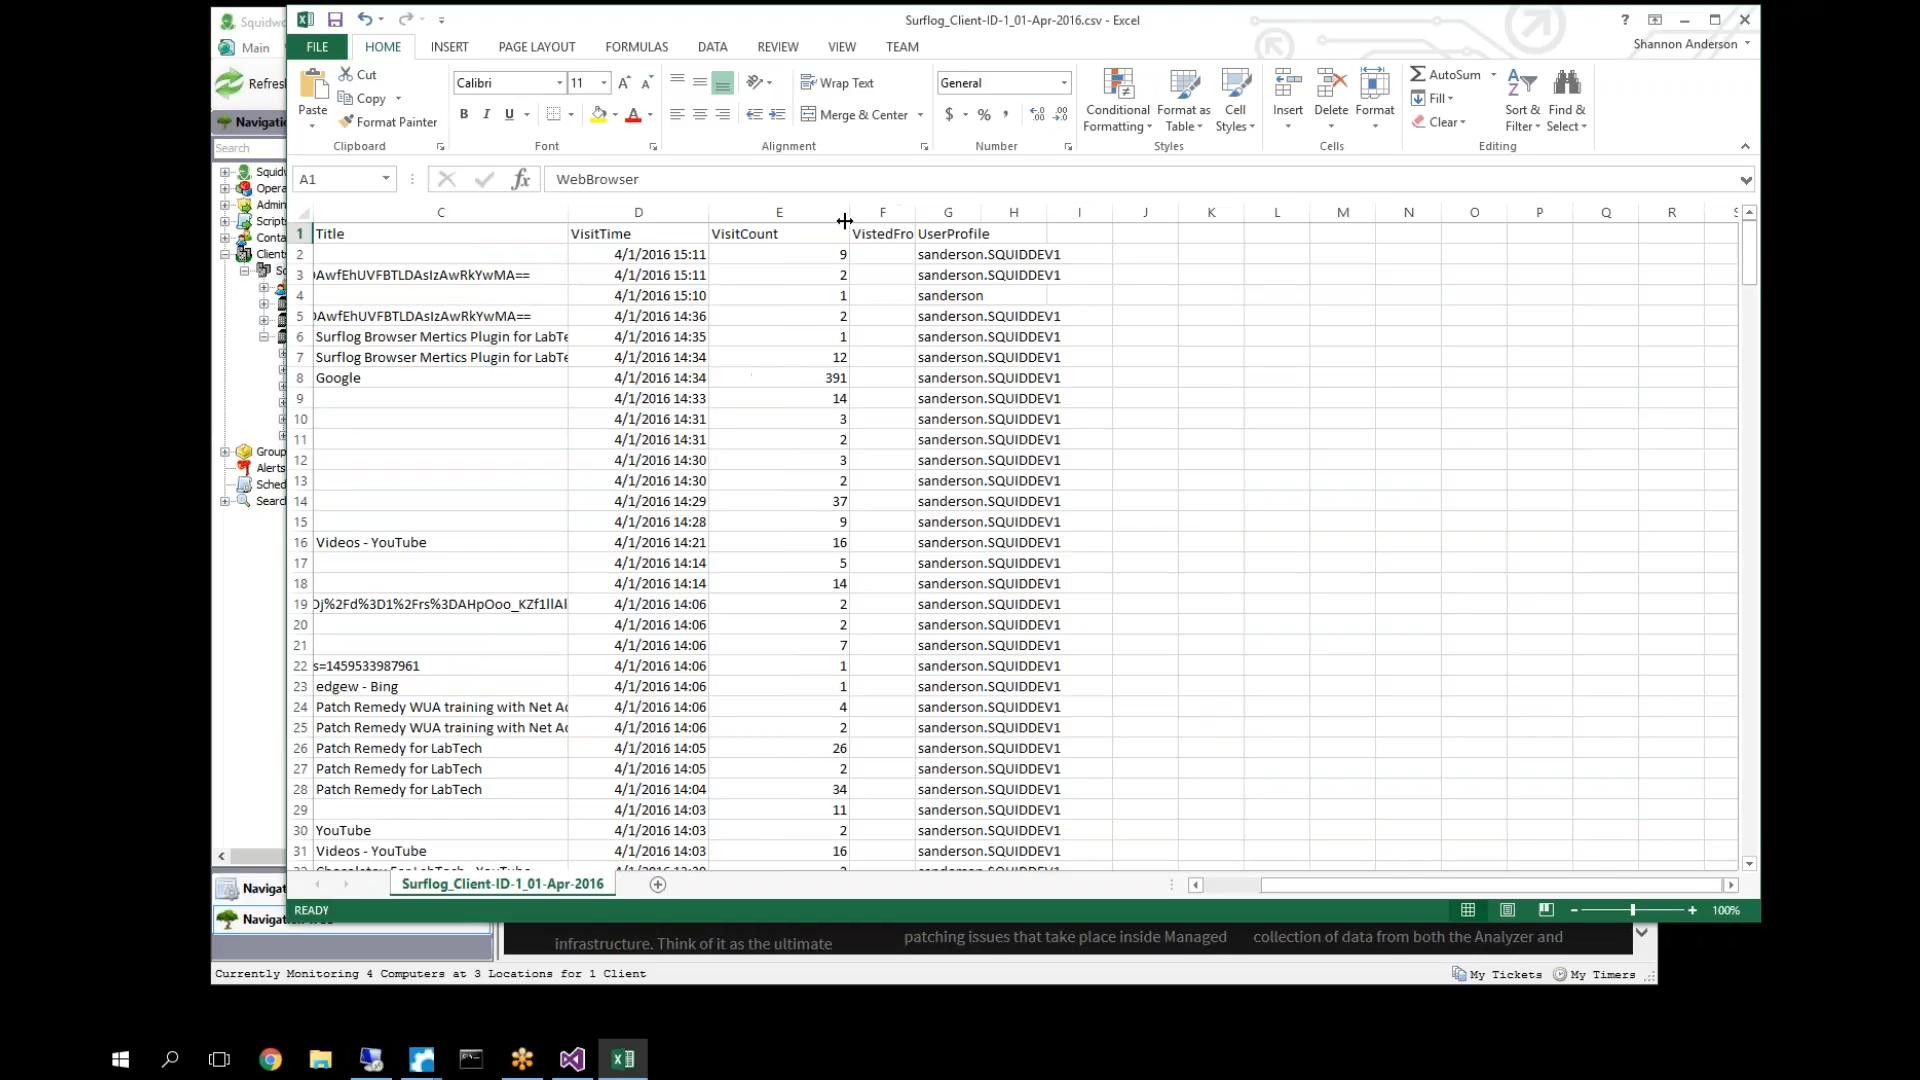 Squidw
Surflog_Client-ID-1_01-Apr-2016.csv - Excel
?
Main
FILE HOME INSERT PAGE LAYOUT FORMULAS DATA REVIEW VIEW TEAM
Shannon Anderson
Refres
Paste
Cut
Copy
Format Painter
Calibri 11
B I U
Wrap Text
Merge & Center
General
$ % ,
Conditional Formatting
Format as Table
Cell Styles
Insert Delete Format
AutoSum
Fill
Clear
Sort & Filter
Find & Select
Clipboard Font Alignment Number Styles Cells Editing
Navigati
Search
A1 fx WebBrowser
Squid
Opera
Admin
Script
Conta
Client
Sc
Group
Alerts
Sched
Searc
C D E F G H I J K L M N O P Q R S
1 Title VisitTime VisitCount VistedFro UserProfile
2 4/1/2016 15:11 9 sanderson.SQUIDDEV1
3 AwfEhUVFBTLDAsIzAwRkYwMA== 4/1/2016 15:11 2 sanderson.SQUIDDEV1
4 4/1/2016 15:10 1 sanderson
5 AwfEhUVFBTLDAsIzAwRkYwMA== 4/1/2016 14:36 2 sanderson.SQUIDDEV1
6 Surflog Browser Mertics Plugin for LabTe 4/1/2016 14:35 1 sanderson.SQUIDDEV1
7 Surflog Browser Mertics Plugin for LabTe 4/1/2016 14:34 12 sanderson.SQUIDDEV1
8 Google 4/1/2016 14:34 391 sanderson.SQUIDDEV1
9 4/1/2016 14:33 14 sanderson.SQUIDDEV1
10 4/1/2016 14:31 3 sanderson.SQUIDDEV1
11 4/1/2016 14:31 2 sanderson.SQUIDDEV1
12 4/1/2016 14:30 3 sanderson.SQUIDDEV1
13 4/1/2016 14:30 2 sanderson.SQUIDDEV1
14 4/1/2016 14:29 37 sanderson.SQUIDDEV1
15 4/1/2016 14:28 9 sanderson.SQUIDDEV1
16 Videos - YouTube 4/1/2016 14:21 16 sanderson.SQUIDDEV1
17 4/1/2016 14:14 5 sanderson.SQUIDDEV1
18 4/1/2016 14:14 14 sanderson.SQUIDDEV1
19 Dj%2Fd%3D1%2Frs%3DAHpOoo_KZf1llAl 4/1/2016 14:06 2 sanderson.SQUIDDEV1
20 4/1/2016 14:06 2 sanderson.SQUIDDEV1
21 4/1/2016 14:06 7 sanderson.SQUIDDEV1
22 s=1459533987961 4/1/2016 14:06 1 sanderson.SQUIDDEV1
23 edgew - Bing 4/1/2016 14:06 1 sanderson.SQUIDDEV1
24 Patch Remedy WUA training with Net Ad 4/1/2016 14:06 4 sanderson.SQUIDDEV1
25 Patch Remedy WUA training with Net Ad 4/1/2016 14:06 2 sanderson.SQUIDDEV1
26 Patch Remedy for LabTech 4/1/2016 14:05 26 sanderson.SQUIDDEV1
27 Patch Remedy for LabTech 4/1/2016 14:05 2 sanderson.SQUIDDEV1
28 Patch Remedy for LabTech 4/1/2016 14:04 34 sanderson.SQUIDDEV1
29 4/1/2016 14:03 11 sanderson.SQUIDDEV1
30 YouTube 4/1/2016 14:03 2 sanderson.SQUIDDEV1
31 Videos - YouTube 4/1/2016 14:03 16 sanderson.SQUIDDEV1
Surflog_Client-ID-1_01-Apr-2016
Navigat
READY 100%
Navigation
infrastructure. Think of it as the ultimate
patching issues that take place inside Managed
collection of data from both the Analyzer and
Currently Monitoring 4 Computers at 3 Locations for 1 Client
My Tickets My Timers